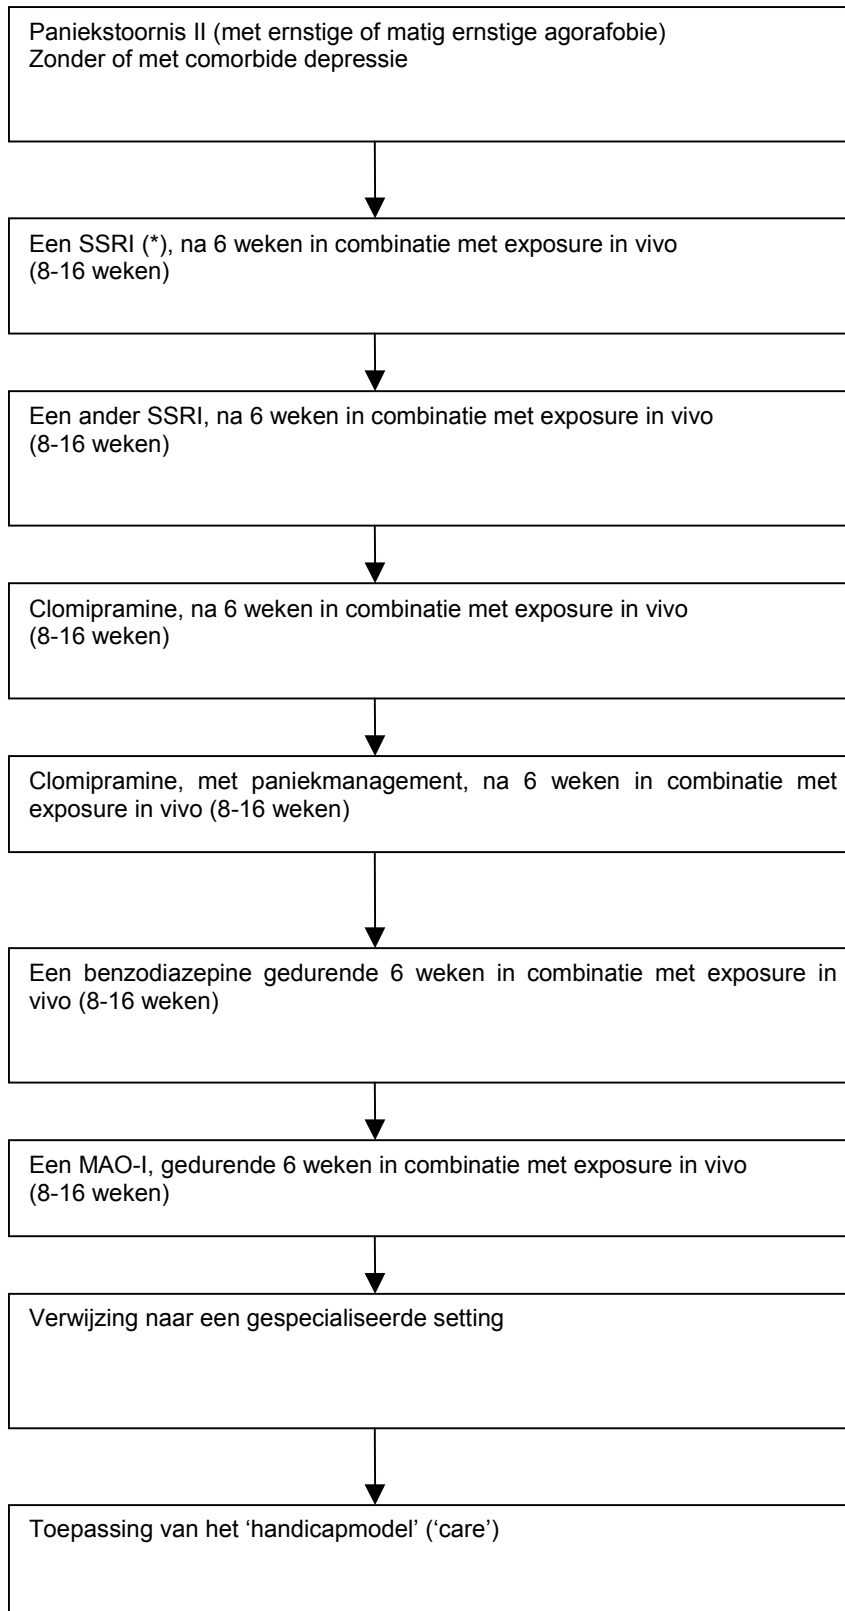 Paniekstoornis II (met ernstige of matig ernstige agorafobie)
Zonder of met comorbide depressie
Een SSRI (*), na 6 weken in combinatie met exposure in vivo
(8-16 weken)
Een ander SSRI, na 6 weken in combinatie met exposure in vivo
(8-16 weken)
Clomipramine, na 6 weken in combinatie met exposure in vivo
(8-16 weken)
Clomipramine, met paniekmanagement, na 6 weken in combinatie met
exposure in vivo (8-16 weken)
Een benzodiazepine gedurende 6 weken in combinatie met exposure in
vivo (8-16 weken)
Een MAO-I, gedurende 6 weken in combinatie met exposure in vivo
(8-16 weken)
Verwijzing naar een gespecialiseerde setting
Toepassing van het ‘handicapmodel’ (‘care’)